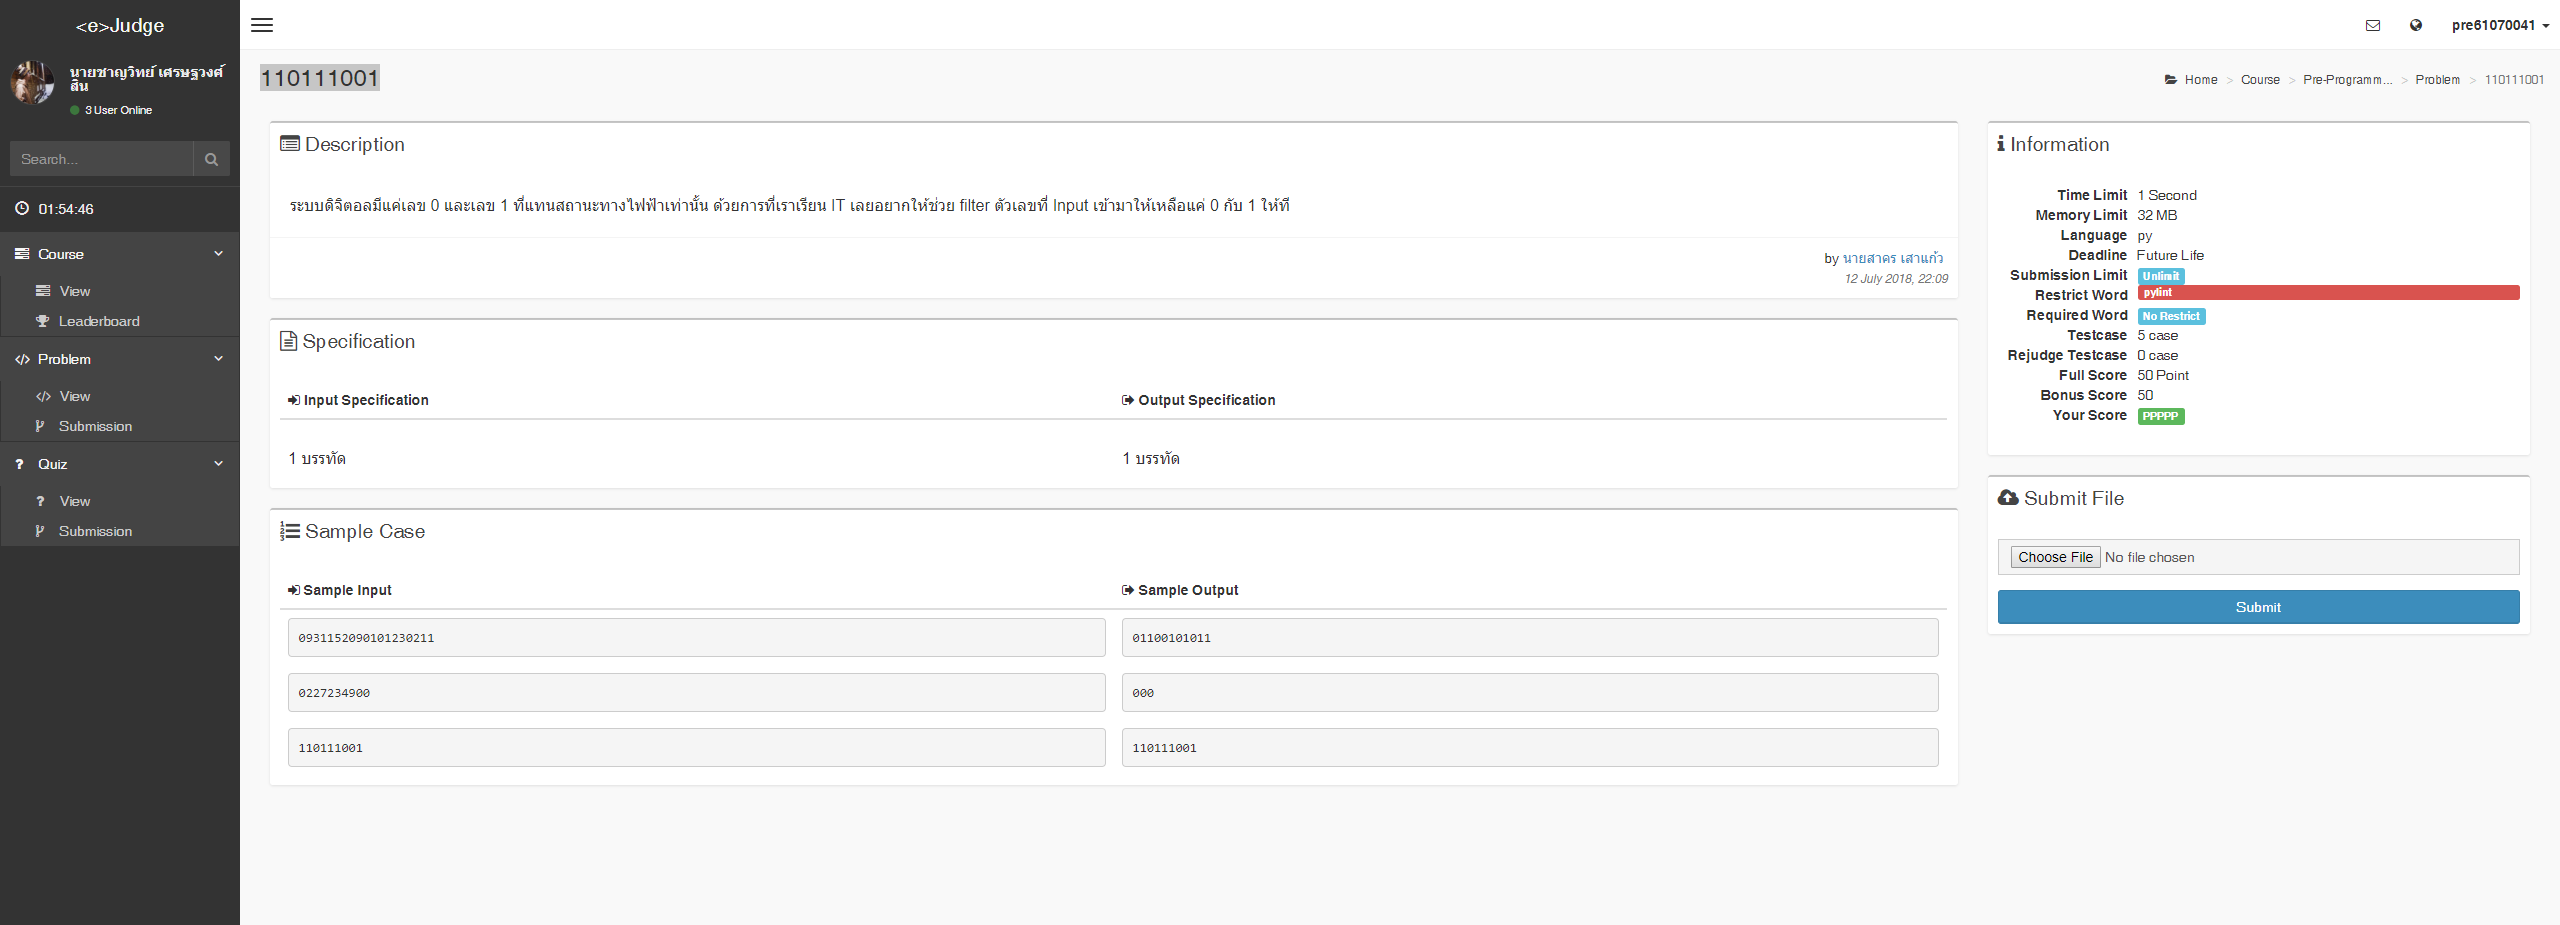 <e>Judge
pre61070041
นายชาญวิทย์ เศรษฐวงศ์
สิน
3 User Online
Search...
01:54:46
Course
View
Leaderboard
Problem
View
Submission
Quiz
View
Submission
110111001
Home > Course > Pre-Programm... > Problem > 110111001
Description
ระบบดิจิตอลมีแค่เลข 0 และเลข 1 ที่แทนสถานะทางไฟฟ้าเท่านั้น ด้วยการที่เราเรียน IT เลยอยากให้ช่วย filter ตัวเลขที่ Input เข้ามาให้เหลือแค่ 0 กับ 1 ให้ที
by นายสาคร เสาแก้ว
12 July 2018, 22:09
Specification
Input Specification
Output Specification
1 บรรทัด
1 บรรทัด
Sample Case
Sample Input
Sample Output
0931152090101230211
01100101011
0227234900
000
110111001
110111001
Information
Time Limit 1 Second
Memory Limit 32 MB
Language py
Deadline Future Life
Submission Limit Unlimit
Restrict Word pylint
Required Word No Restrict
Testcase 5 case
Rejudge Testcase 0 case
Full Score 50 Point
Bonus Score 50
Your Score PPPPP
Submit File
Choose File No file chosen
Submit